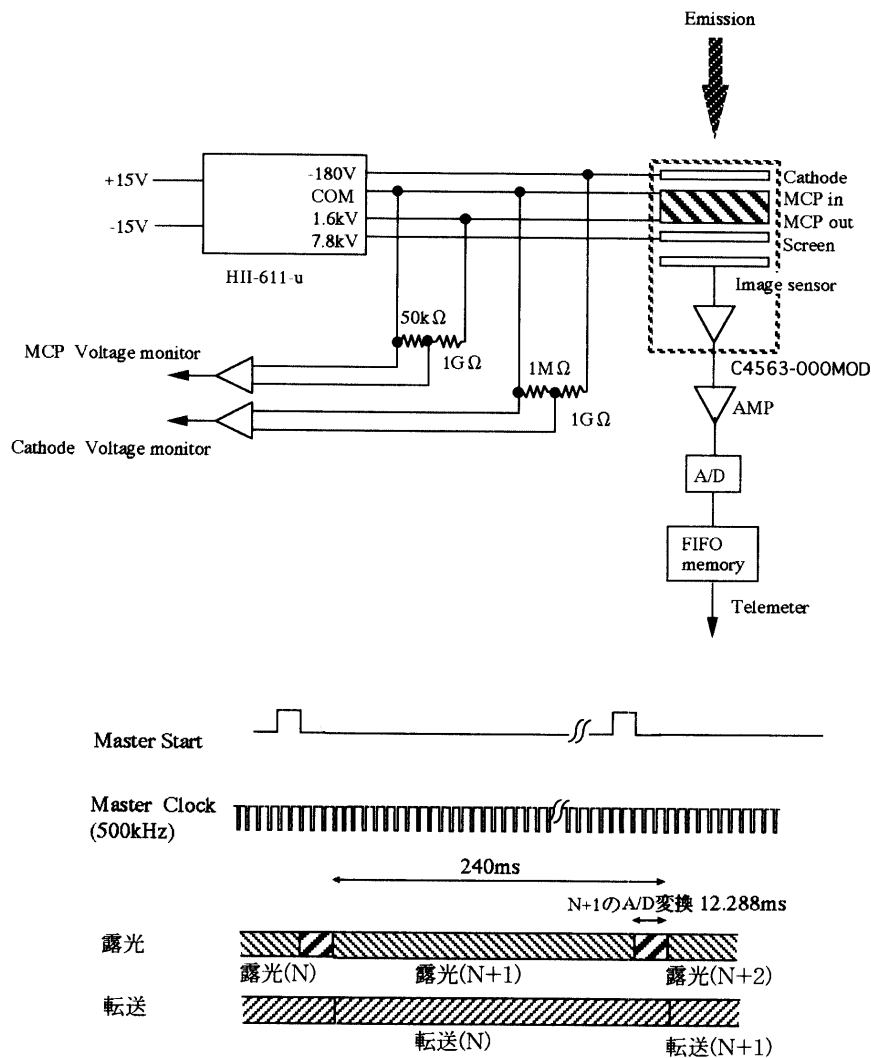 Emission
+15V
-15V
-180V
COM
1.6kV
7.8kV
HII-611-u
Cathode
MCP in
MCP out
Screen
Image sensor
C4563-000MOD
AMP
A/D
FIFO
memory
Telemeter
50kΩ
1GΩ
1MΩ
1GΩ
MCP Voltage monitor
Cathode Voltage monitor
Master Start
Master Clock
(500kHz)
240ms
N+1のA/D変換 12.288ms
露光
露光(N)
露光(N+1)
露光(N+2)
転送
転送(N)
転送(N+1)